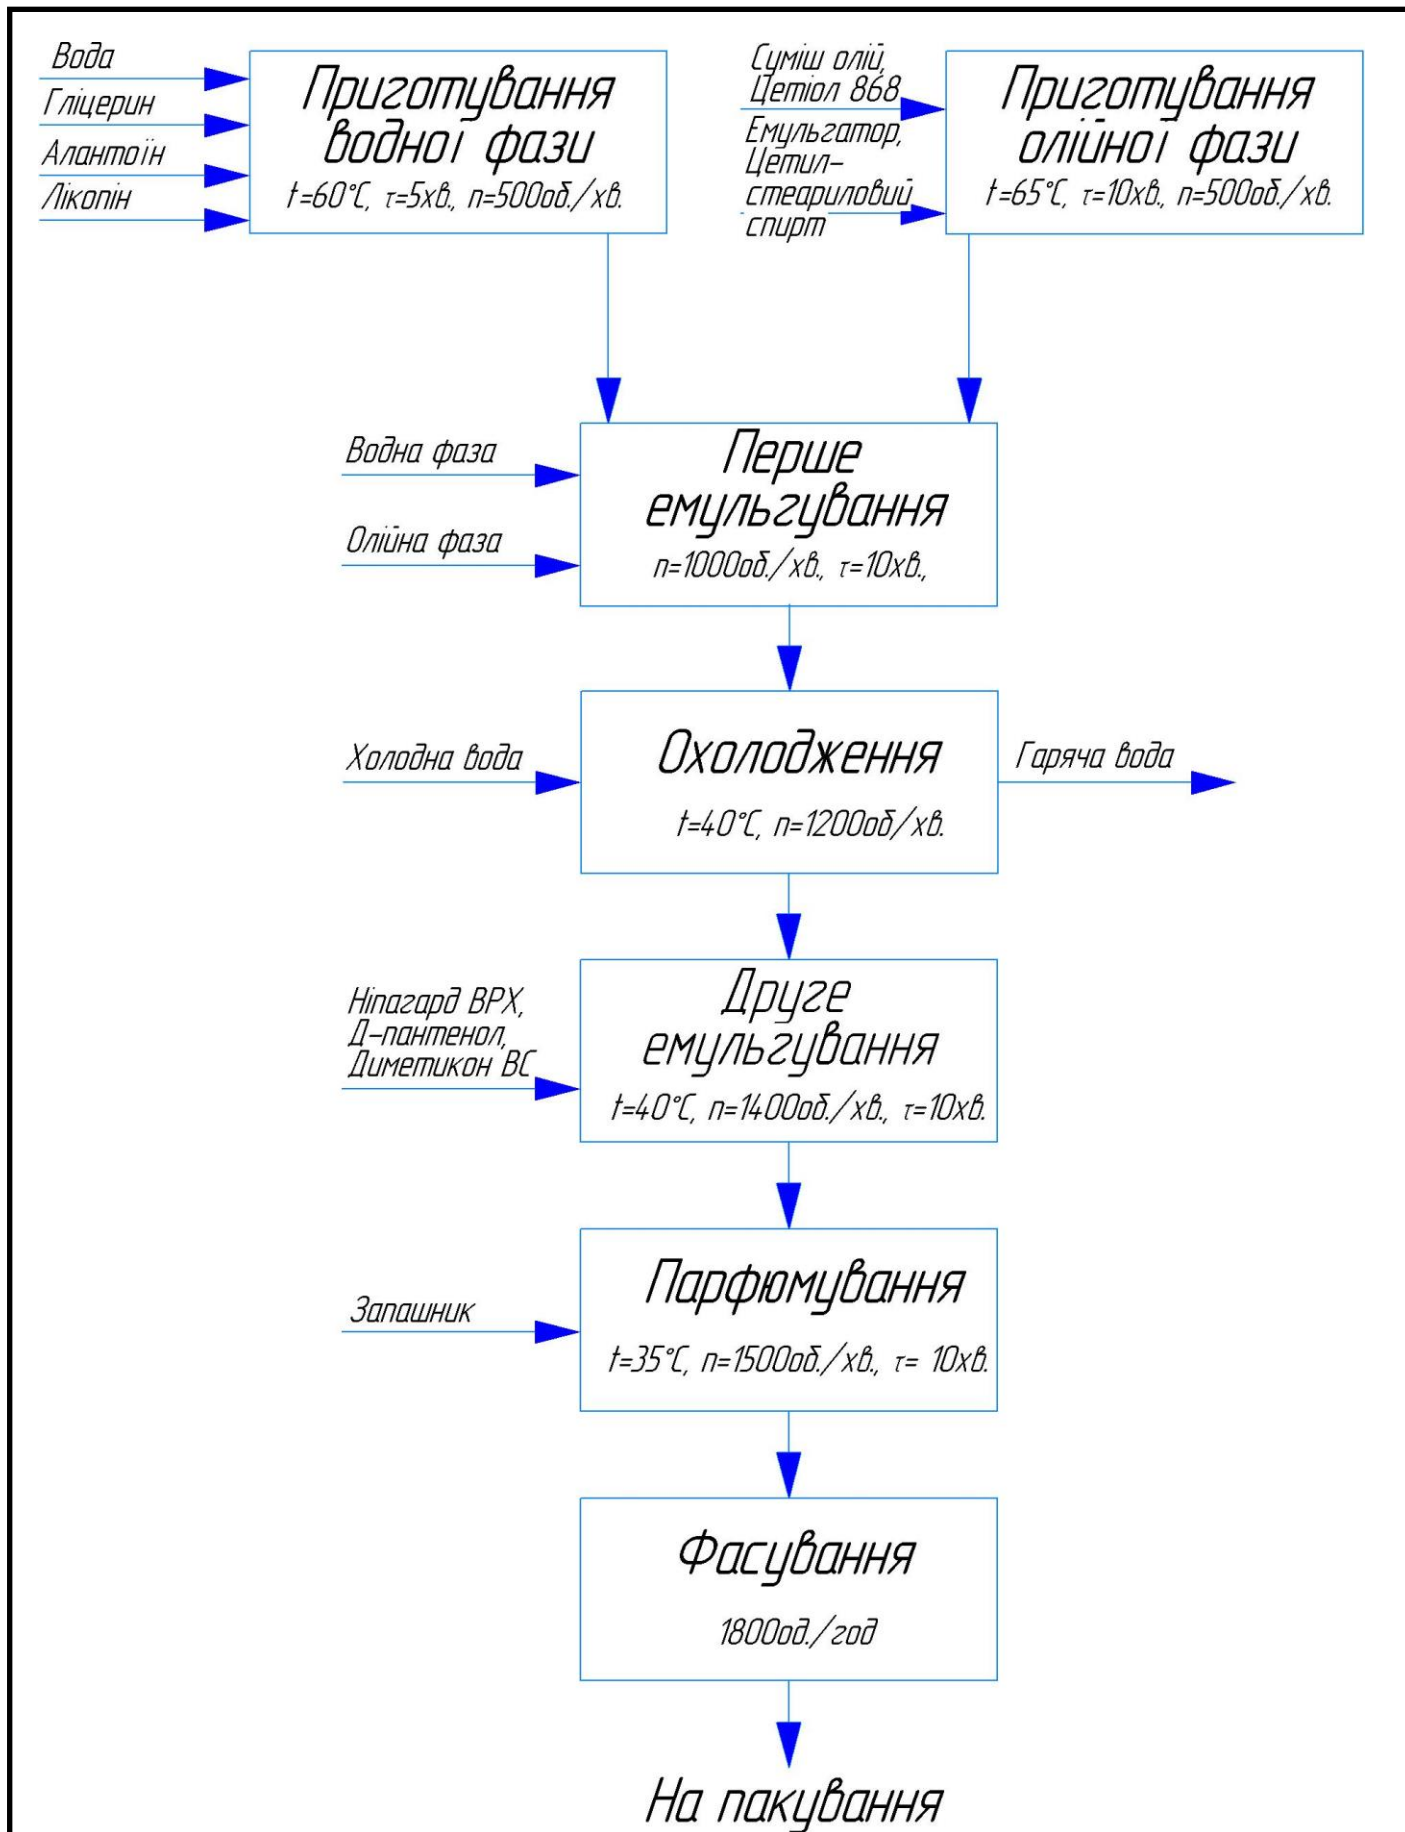 Вода
Гліцерин
Алантоїн
Лікопін
Приготування
водної фази
t=60°C, τ=5хв., n=500об./хв.
Суміш олій,
Цетіол 868
Емульгатор,
Цетил-
стеариловий
спирт
Приготування
олійної фази
t=65°C, τ=10хв., n=500об./хв.
Водна фаза
Олійна фаза
Перше
емульгування
n=1000об./хв., τ=10хв.,
Холодна вода
Охолодження
t=40°C, n=1200об/хв.
Гаряча вода
Ніпагард ВРХ,
Д-пантенол,
Диметикон ВС
Друге
емульгування
t=40°C, n=1400об./хв., τ=10хв.
Запашник
Парфюмування
t=35°C, n=1500об./хв., τ= 10хв.
Фасування
1800од./год
На пакування